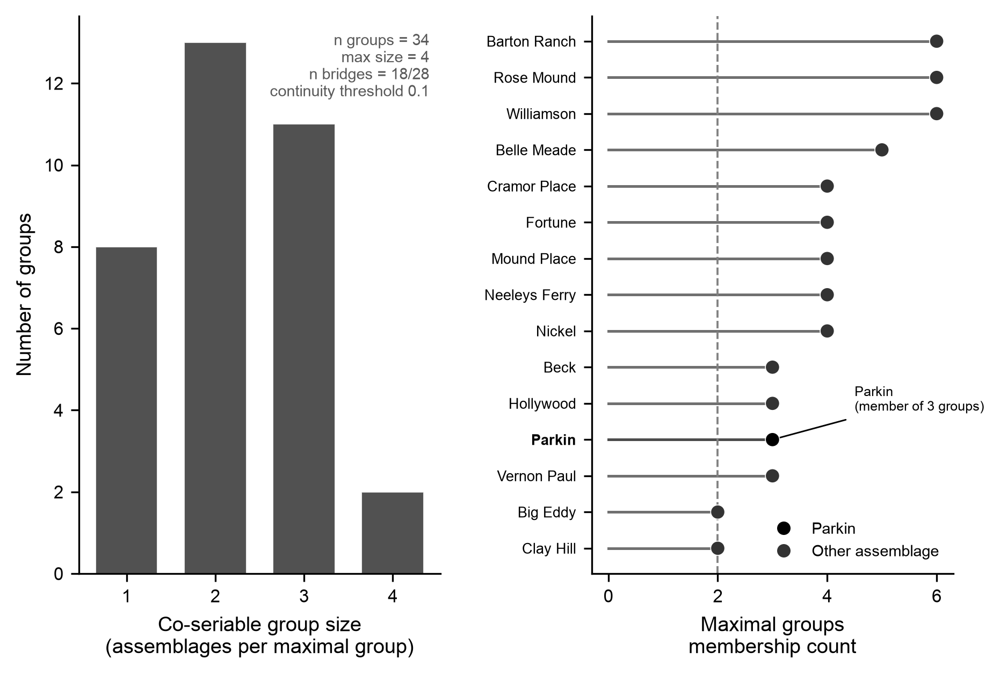 n groups = 34
max size = 4
n bridges = 18/28
continuity threshold 0.1
Number of groups
12
10
8
6
4
2
0
1 2 3 4
Co-seriable group size
(assemblages per maximal group)
Barton Ranch
Rose Mound
Williamson
Belle Meade
Cramor Place
Fortune
Mound Place
Neeleys Ferry
Nickel
Beck
Hollywood
Parkin
Vernon Paul
Big Eddy
Clay Hill
Parkin
(member of 3 groups)
Parkin
Other assemblage
0 2 4 6
Maximal groups
membership count